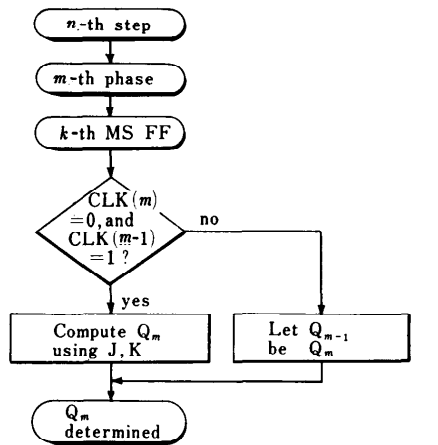 n-th step
m-th phase
k-th MS FF
CLK(m)
=0, and
CLK(m-1)
=1 ?
no
yes
Compute Qm
using J, K
Let Qm-1
be Qm
Qm
determined